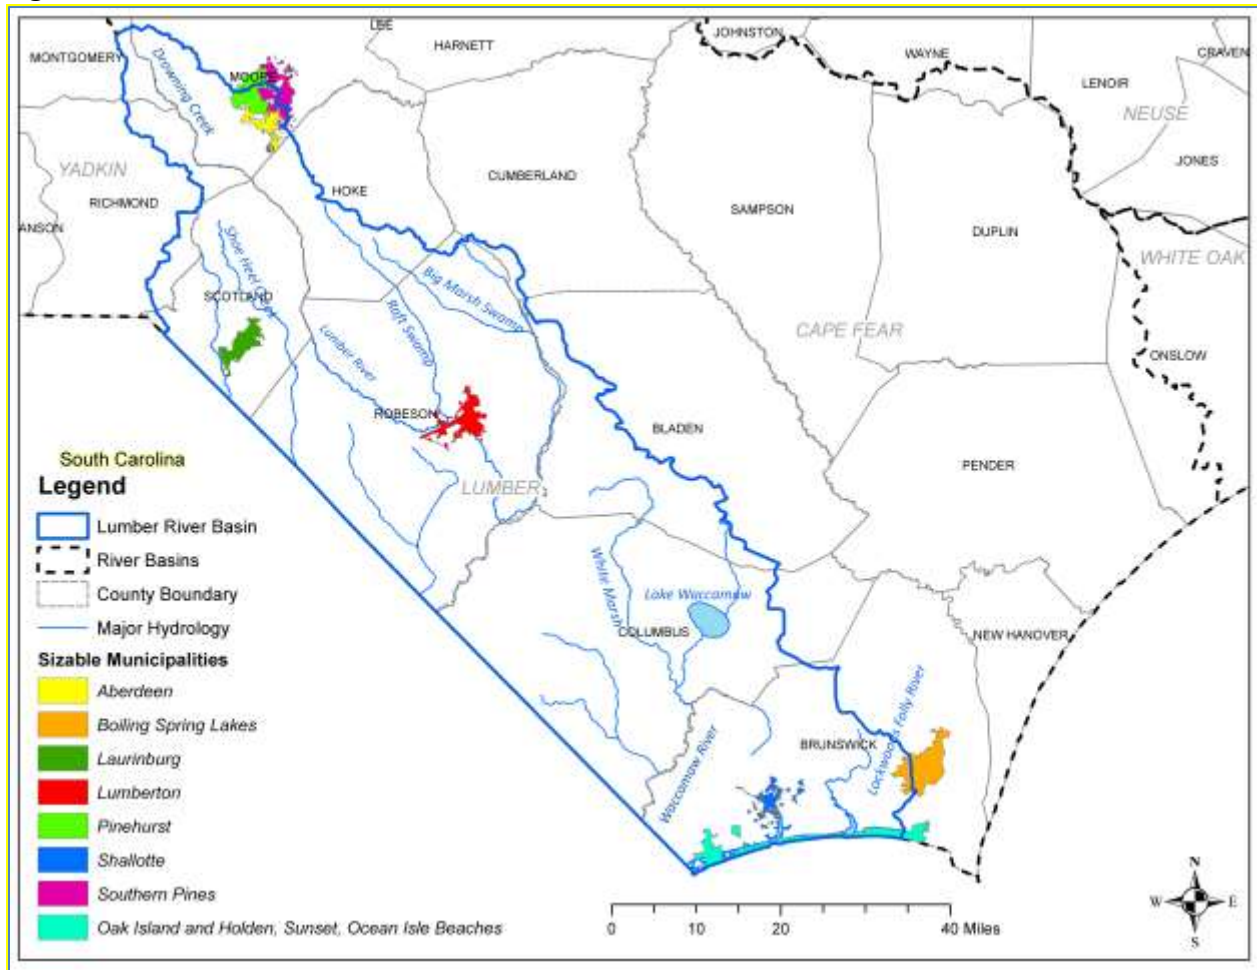 LEE
HARNETT
JOHNSTON
WAYNE
CRAVEN
MONTGOMERY
MOORE
LENOIR
NEUSE
Drowning Creek
JONES
YADKIN
CUMBERLAND
HOKE
RICHMOND
SAMPSON
ANSON
DUPLIN
WHITE OAK
Shoe Heel Creek
Big Marsh Swamp
SCOTLAND
Raft Swamp
CAPE FEAR
Lumber River
ONSLOW
ROBESON
BLADEN
PENDER
South Carolina
LUMBER
White Marsh
Lake Waccamaw
COLUMBUS
NEW HANOVER
Lockwoods Folly River
BRUNSWICK
Waccamaw River
Legend
Lumber River Basin
River Basins
County Boundary
Major Hydrology
Sizable Municipalities
Aberdeen
Boiling Spring Lakes
Laurinburg
Lumberton
Pinehurst
Shallotte
Southern Pines
Oak Island and Holden, Sunset, Ocean Isle Beaches
0 10 20 40 Miles
N
W E
S